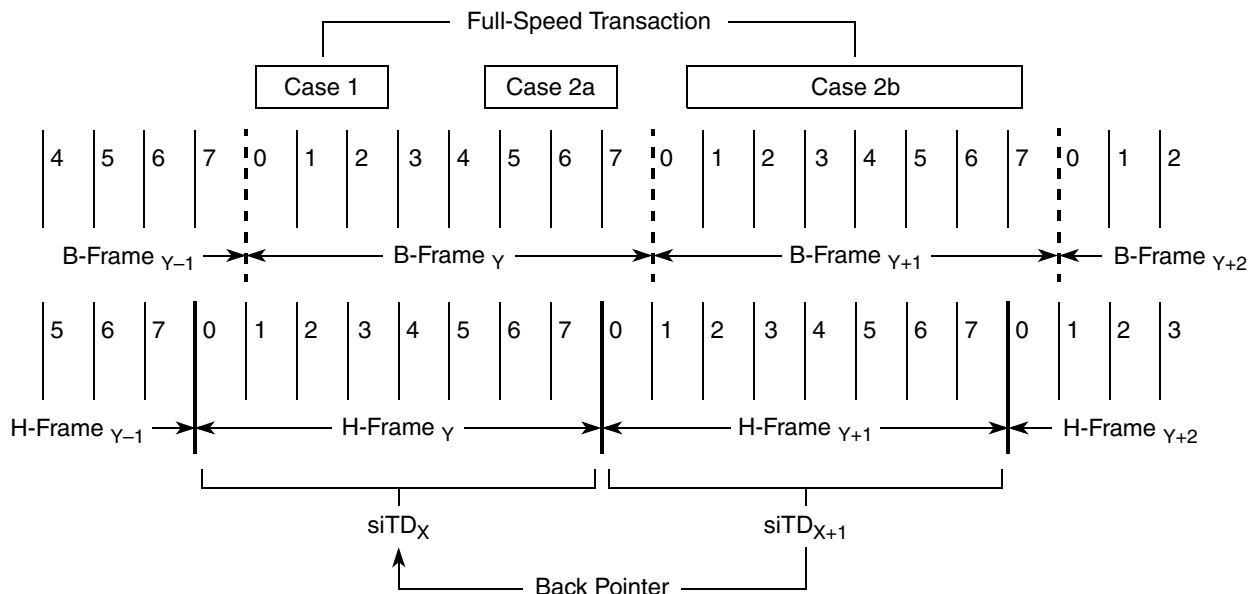 Full-Speed Transaction
Case 1 Case 2a Case 2b
4 5 6 7 0 1 2 3 4 5 6 7 0 1 2 3 4 5 6 7 0 1 2
B-Frame Y–1 B-Frame Y B-Frame Y+1 B-Frame Y+2
5 6 7 0 1 2 3 4 5 6 7 0 1 2 3 4 5 6 7 0 1 2 3
H-Frame Y–1 H-Frame Y H-Frame Y+1 H-Frame Y+2
siTDX siTDX+1
Back Pointer